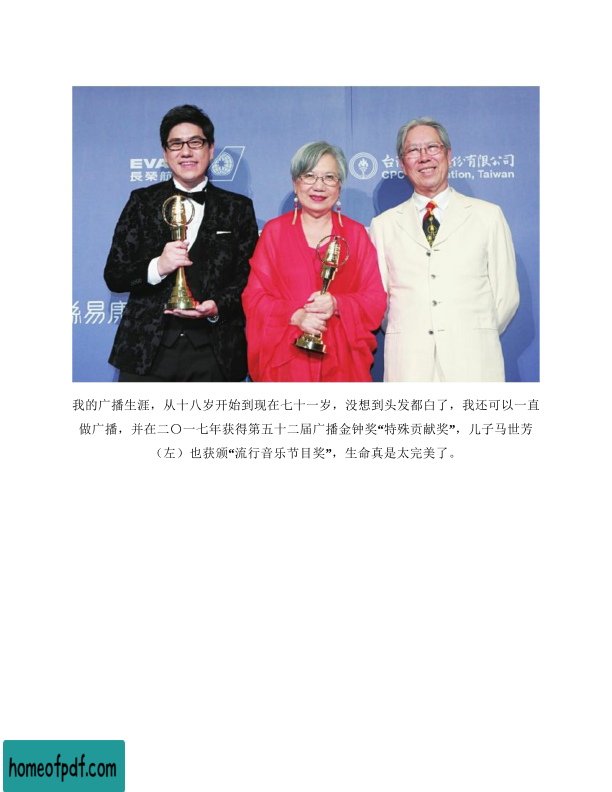 EVA
長榮航
台
份有限公司
CPC
ation, Taiwan
易康
我的广播生涯，从十八岁开始到现在七十一岁，没想到头发都白了，我还可以一直
做广播，并在二〇一七年获得第五十二届广播金钟奖“特殊贡献奖”，儿子马世芳
（左）也获颁“流行音乐节目奖”，生命真是太完美了。
homeofpdf.com